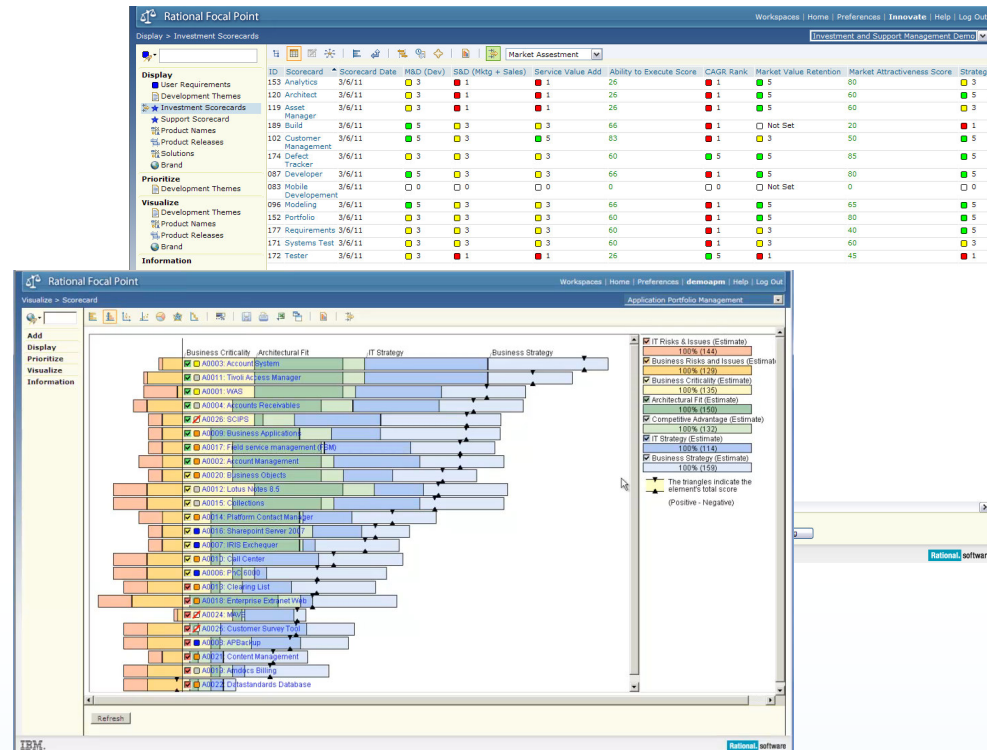 Rational Focal Point
Workspaces | Home | Preferences | Innovate | Help | Log Out
Display > Investment Scorecards
Investment and Support Management Demo
Market Assestment
Display
User Requirements
Development Themes
Investment Scorecards
Support Scorecard
Product Names
Product Releases
Solutions
Brand
Prioritize
Development Themes
Visualize
Development Themes
Product Names
Product Releases
Brand
Information
ID Scorecard Scorecard Date M&D (Dev) S&D (Mktg + Sales) Service Value Add Ability to Execute Score CAGR Rank Market Value Retention Market Attractiveness Score Strateg
153 Analytics 3/6/11 3 1 1 26 1 5 80 3
120 Architect 3/6/11 3 1 1 26 1 5 60 5
119 Asset Manager 3/6/11 3 1 1 26 1 5 60 3
189 Build 3/6/11 5 3 3 66 1 Not Set 20 1
102 Customer Management 3/6/11 5 3 5 83 1 3 50 5
174 Defect Tracker 3/6/11 3 3 3 60 5 5 85 5
087 Developer 3/6/11 5 3 3 66 1 5 80 5
083 Mobile Developement 3/6/11 0 0 0 0 0 Not Set 0 0
096 Modeling 3/6/11 5 3 3 66 1 5 65 5
152 Portfolio 3/6/11 3 3 3 60 1 5 80 5
177 Requirements 3/6/11 3 3 3 60 1 3 40 5
171 Systems Test 3/6/11 3 3 3 60 1 3 60 3
172 Tester 3/6/11 3 1 1 26 5 1 45 1
Rational Focal Point
Workspaces | Home | Preferences | demoapm | Help | Log Out
Visualize > Scorecard
Application Portfolio Management
Add
Display
Prioritize
Visualize
Information
Business Criticality Architectural Fit IT Strategy Business Strategy
A0003: Account System
A0011: Tivoli Access Manager
A0001: WAS
A0004: Accounts Receivables
A0026: SCIPS
A0009: Business Applications
A0017: Field service management (FSM)
A0002: Account Management
A0020: Business Objects
A0012: Lotus Notes 8.5
A0015: Collections
A0014: Platform Contact Manager
A0016: Sharepoint Server 2007
A0007: IRIS Exchequer
A0010: Call Center
A0006: PNC 6000
A0013: Clearing List
A0018: Enterprise Extranet Web
A0024: MAVE
A0025: Customer Survey Tool
A0008: APBackup
A0021: Content Management
A0019: Amdocs Billing
A0022: Datastandards Database
IT Risks & Issues (Estimate)
100% (144)
Business Risks and Issues (Estimate)
100% (129)
Business Criticality (Estimate)
100% (135)
Architectural Fit (Estimate)
100% (150)
Competitive Advantage (Estimate)
100% (132)
IT Strategy (Estimate)
100% (114)
Business Strategy (Estimate)
100% (159)
The triangles indicate the
element's total score
(Positive - Negative)
Refresh
IBM.
Rational. software
Rational. softwar